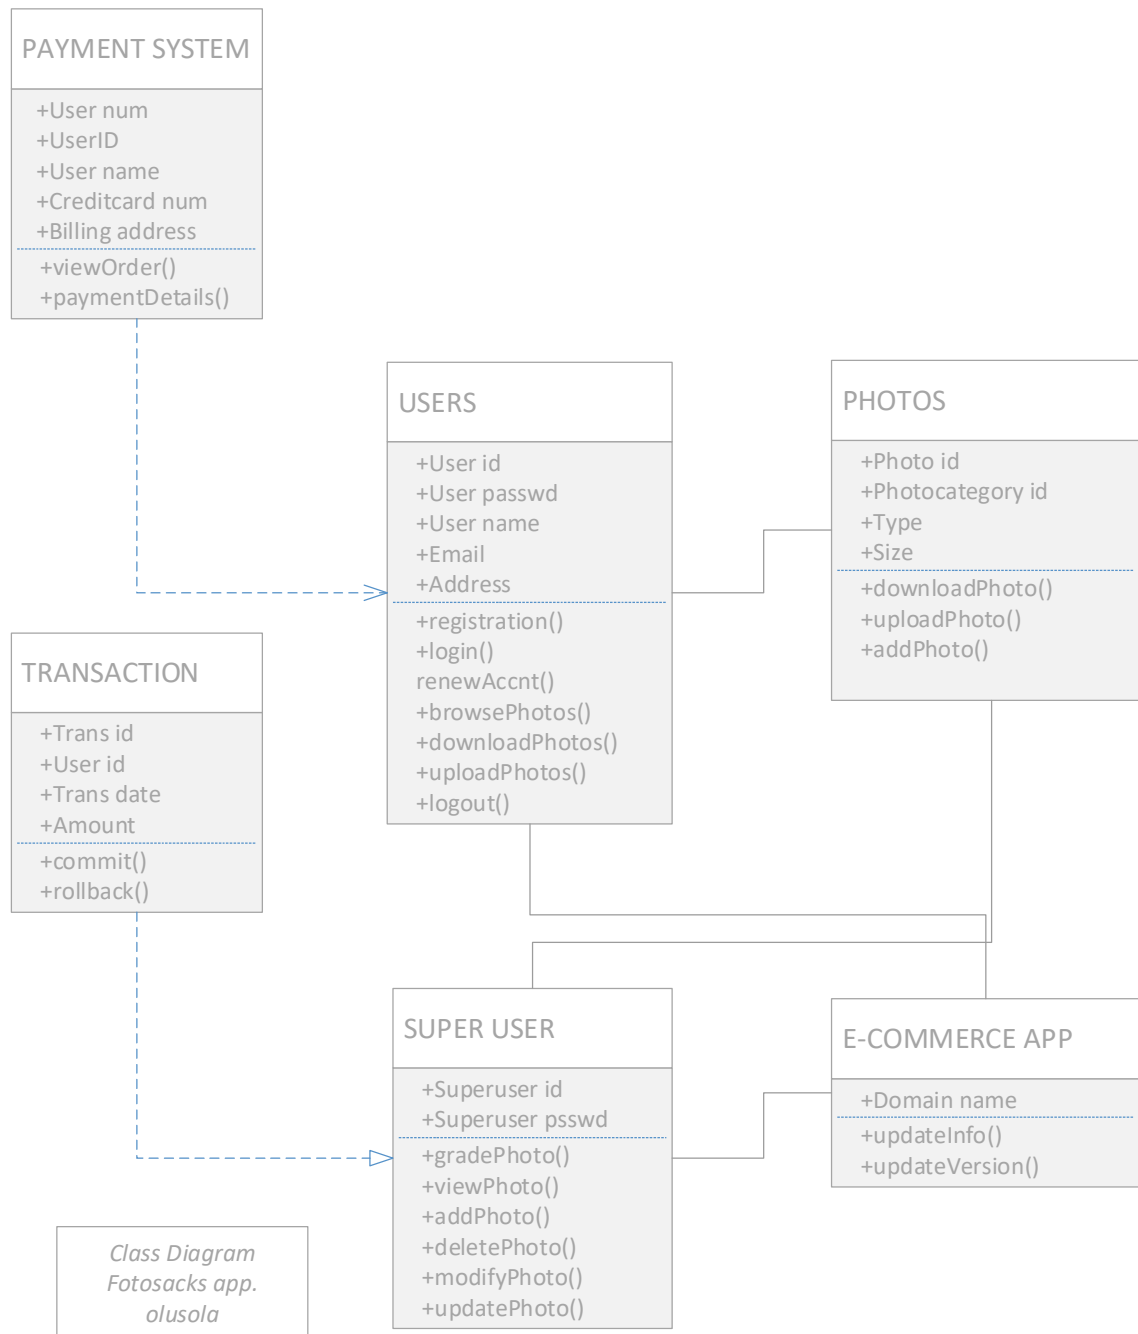 PAYMENT SYSTEM
+User num
+UserID
+User name
+Creditcard num
+Billing address
+viewOrder()
+paymentDetails()
USERS
+User id
+User passwd
+User name
+Email
+Address
+registration()
+login()
renewAccnt()
+browsePhotos()
+downloadPhotos()
+uploadPhotos()
+logout()
PHOTOS
+Photo id
+Photocategory id
+Type
+Size
+downloadPhoto()
+uploadPhoto()
+addPhoto()
TRANSACTION
+Trans id
+User id
+Trans date
+Amount
+commit()
+rollback()
SUPER USER
+Superuser id
+Superuser psswd
+gradePhoto()
+viewPhoto()
+addPhoto()
+deletePhoto()
+modifyPhoto()
+updatePhoto()
E-COMMERCE APP
+Domain name
+updateInfo()
+updateVersion()
Class Diagram
Fotosacks app.
olusola